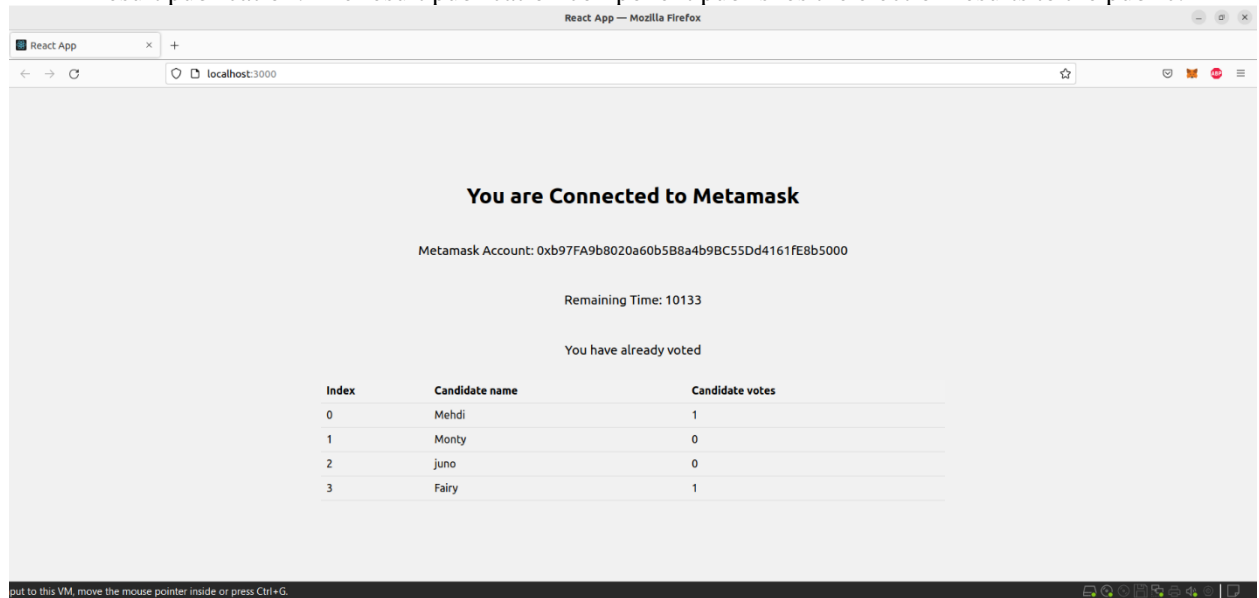 React App — Mozilla Firefox
React App
localhost:3000
ABP
You are Connected to Metamask
Metamask Account: 0xb97FA9b8020a60b5B8a4b9BC55Dd4161fE8b5000
Remaining Time: 10133
You have already voted
Index Candidate name Candidate votes
0 Mehdi 1
1 Monty 0
2 juno 0
3 Fairy 1
put to this VM, move the mouse pointer inside or press Ctrl+G.